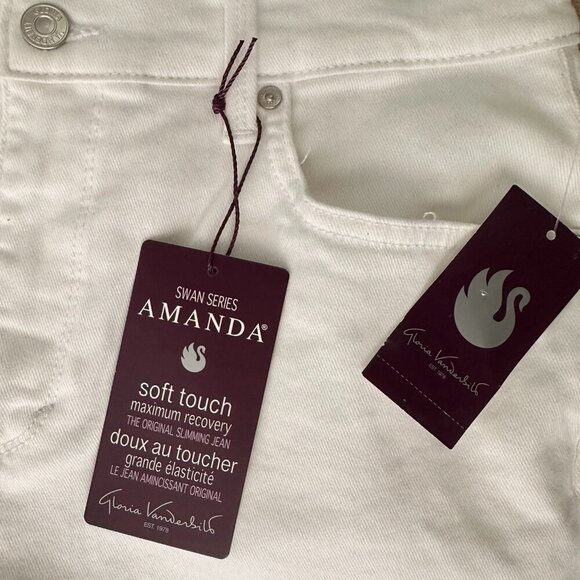 SWAN SERIES
AMANDA®
soft touch
maximum recovery
THE ORIGINAL SLIMMING JEAN
doux au toucher
grande élasticité
LE JEAN AMINCISSANT ORIGINAL
Gloria Vanderbilt
EST. 1976
Gloria Vanderbilt
EST. 1976